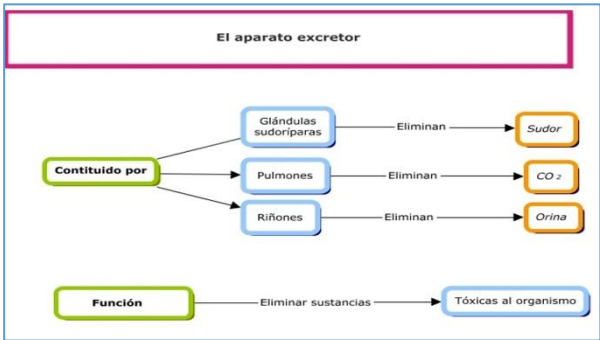 El aparato excretor
Glándulas
sudoríparas
Eliminan
Sudor
Contituido por
Pulmones
Eliminan
CO 2
Riñones
Eliminan
Orina
Función
Eliminar sustancias
Tóxicas al organismo